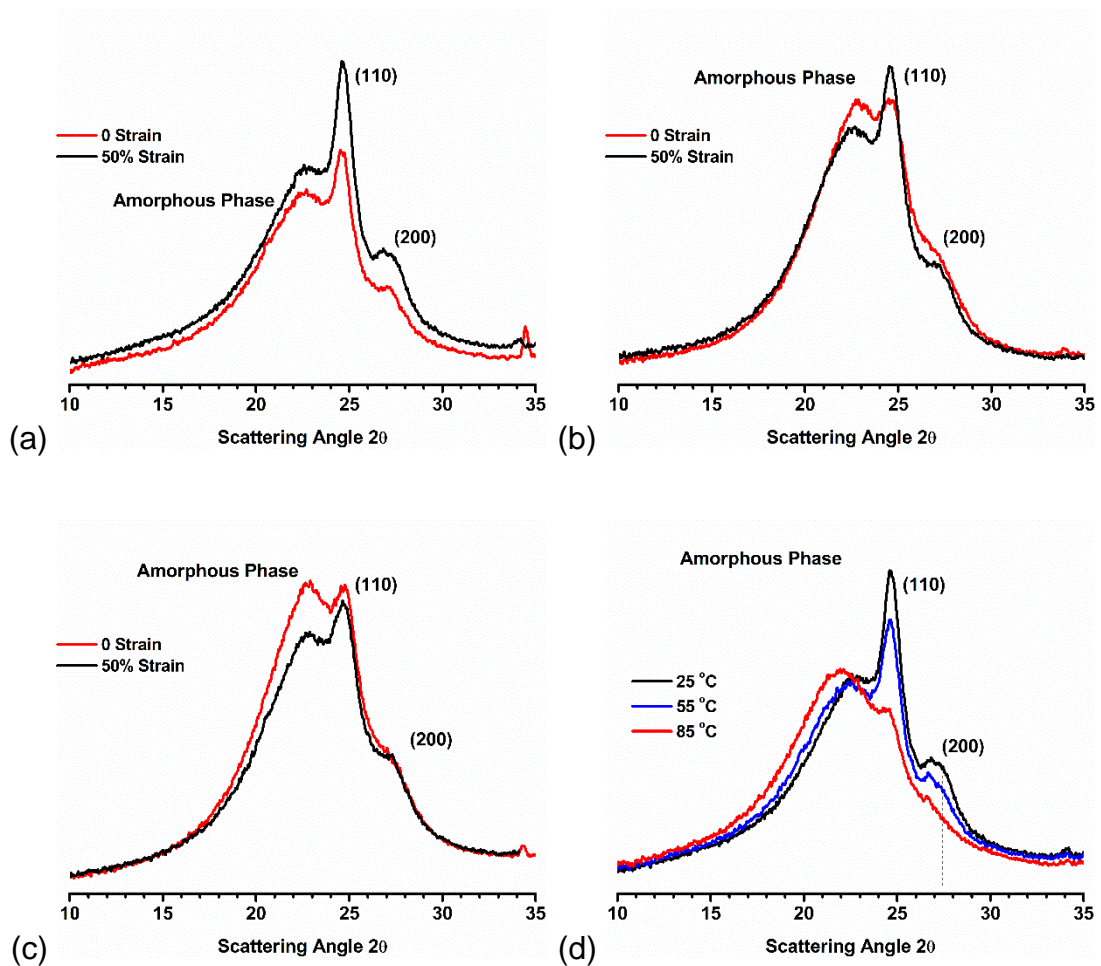 (110)
0 Strain
50% Strain
Amorphous Phase
(200)
10 15 20 25 30 35
Scattering Angle 2θ
(a)
Amorphous Phase
(110)
0 Strain
50% Strain
(200)
10 15 20 25 30 35
Scattering Angle 2θ
(b)
Amorphous Phase
(110)
0 Strain
50% Strain
(200)
10 15 20 25 30 35
Scattering Angle 2θ
(c)
Amorphous Phase
(110)
25 °C
55 °C
85 °C
(200)
10 15 20 25 30 35
Scattering Angle 2θ
(d)